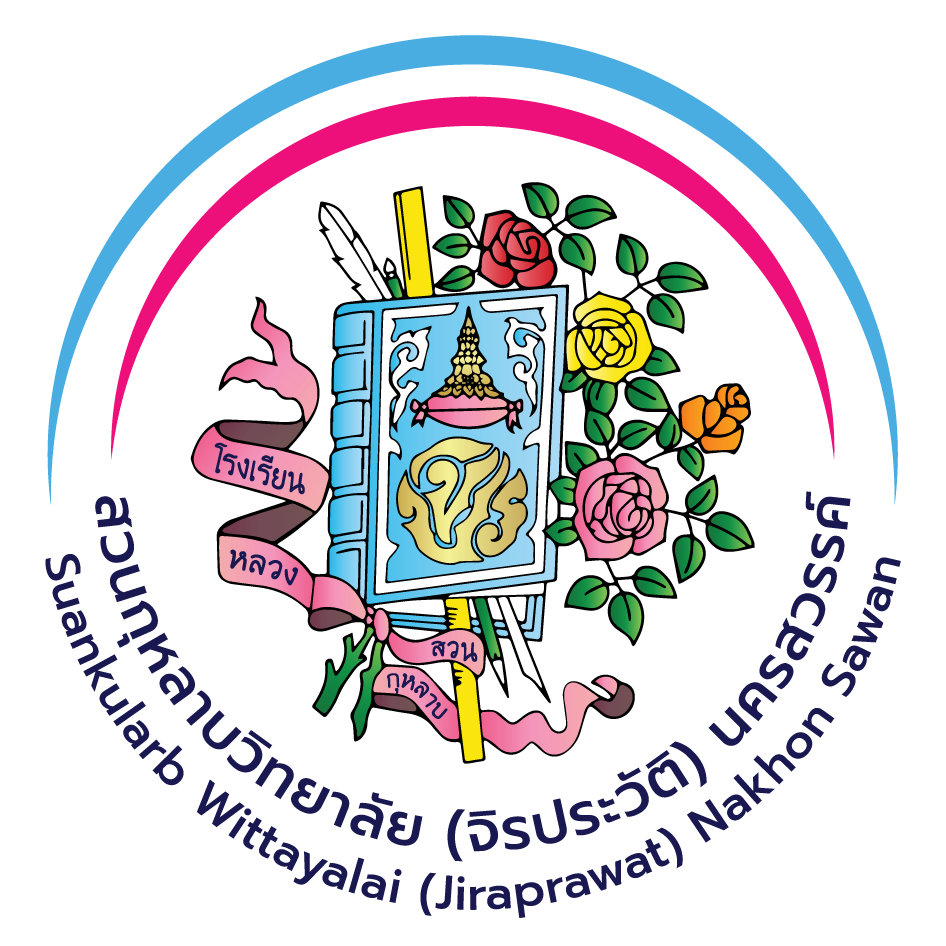 โรงเรียน
หลวง
สวน
กุหลาบ
สวนกุหลาบวิทยาลัย (จิรประวัติ) นครสวรรค์
Suankularb Wittayalai (Jiraprawat) Nakhon Sawan